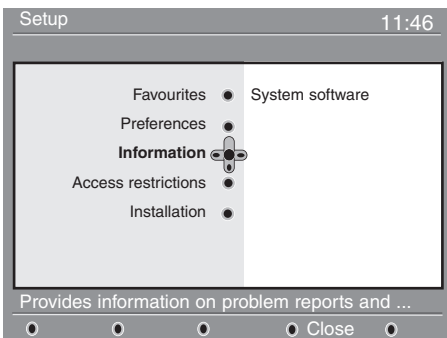 Setup 11:46
Favourites System software
Preferences
Information
Access restrictions
Installation
Provides information on problem reports and ...
Close